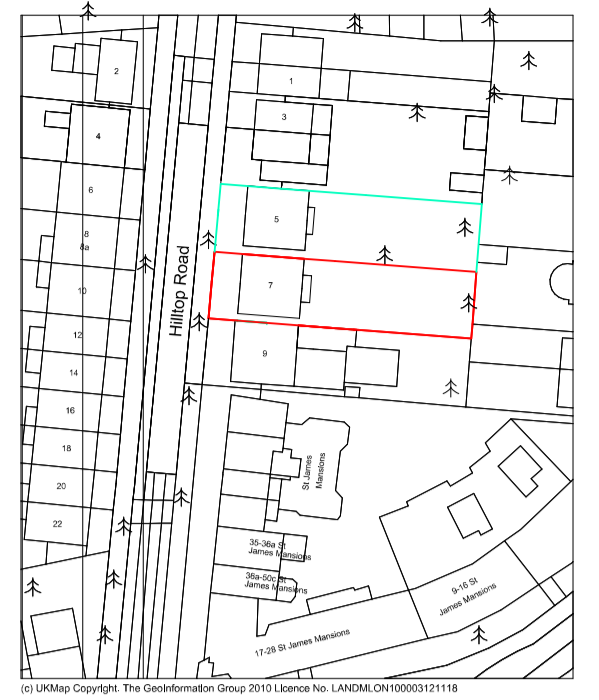 2
1
4
3
6
5
8
8a
Hilltop Road
7
10
12
9
14
16
18
St James
Mansions
20
22
35-36a St
James Mansions
36a-50c St
James Mansions
9-16 St
James Mansions
17-28 St James Mansions
(c) UKMap Copyright. The GeoInformation Group 2010 Licence No. LANDMLON100003121118